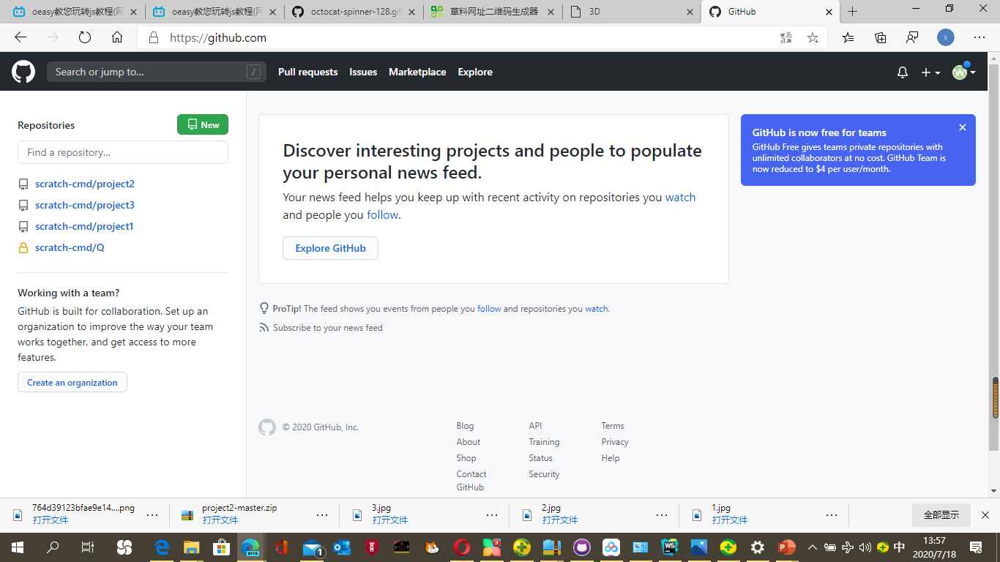 oeasy教您玩转js教程(网
oeasy教您玩转js教程(网
octocat-spinner-128.gif
草料网址二维码生成器
3D
GitHub
https://github.com
Search or jump to...
/
Pull requests
Issues
Marketplace
Explore
Repositories
New
Find a repository...
scratch-cmd/project2
scratch-cmd/project3
scratch-cmd/project1
scratch-cmd/Q
Working with a team?
GitHub is built for collaboration. Set up an
organization to improve the way your team
works together, and get access to more
features.
Create an organization
Discover interesting projects and people to populate
your personal news feed.
Your news feed helps you keep up with recent activity on repositories you watch
and people you follow.
Explore GitHub
ProTip! The feed shows you events from people you follow and repositories you watch.
Subscribe to your news feed
GitHub is now free for teams
GitHub Free gives teams private repositories with
unlimited collaborators at no cost. GitHub Team is
now reduced to $4 per user/month.
© 2020 GitHub, Inc.
Blog
About
Shop
Contact
GitHub
API
Training
Status
Security
Terms
Privacy
Help
764d39123bfae9e14....png
打开文件
project2-master.zip
打开文件
3.jpg
打开文件
2.jpg
打开文件
1.jpg
打开文件
全部显示
中
13:57
2020/7/18